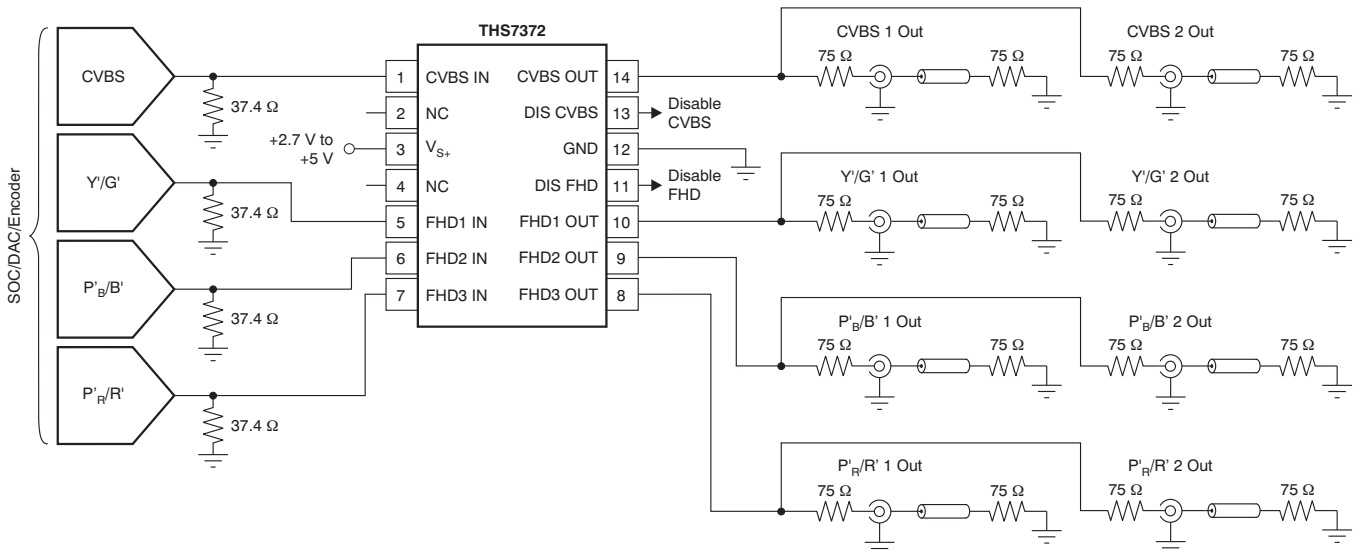 THS7372
SOC/DAC/Encoder
CVBS
37.4 Ω
Y'/G'
37.4 Ω
P'B/B'
37.4 Ω
P'R/R'
37.4 Ω
+2.7 V to
+5 V
1 CVBS IN
2 NC
3 VS+
4 NC
5 FHD1 IN
6 FHD2 IN
7 FHD3 IN
CVBS OUT 14
DIS CVBS 13
GND 12
DIS FHD 11
FHD1 OUT 10
FHD2 OUT 9
FHD3 OUT 8
Disable
CVBS
Disable
FHD
CVBS 1 Out
75 Ω 75 Ω
CVBS 2 Out
75 Ω 75 Ω
Y'/G' 1 Out
75 Ω 75 Ω
Y'/G' 2 Out
75 Ω 75 Ω
P'B/B' 1 Out
75 Ω 75 Ω
P'B/B' 2 Out
75 Ω 75 Ω
P'R/R' 1 Out
75 Ω 75 Ω
P'R/R' 2 Out
75 Ω 75 Ω